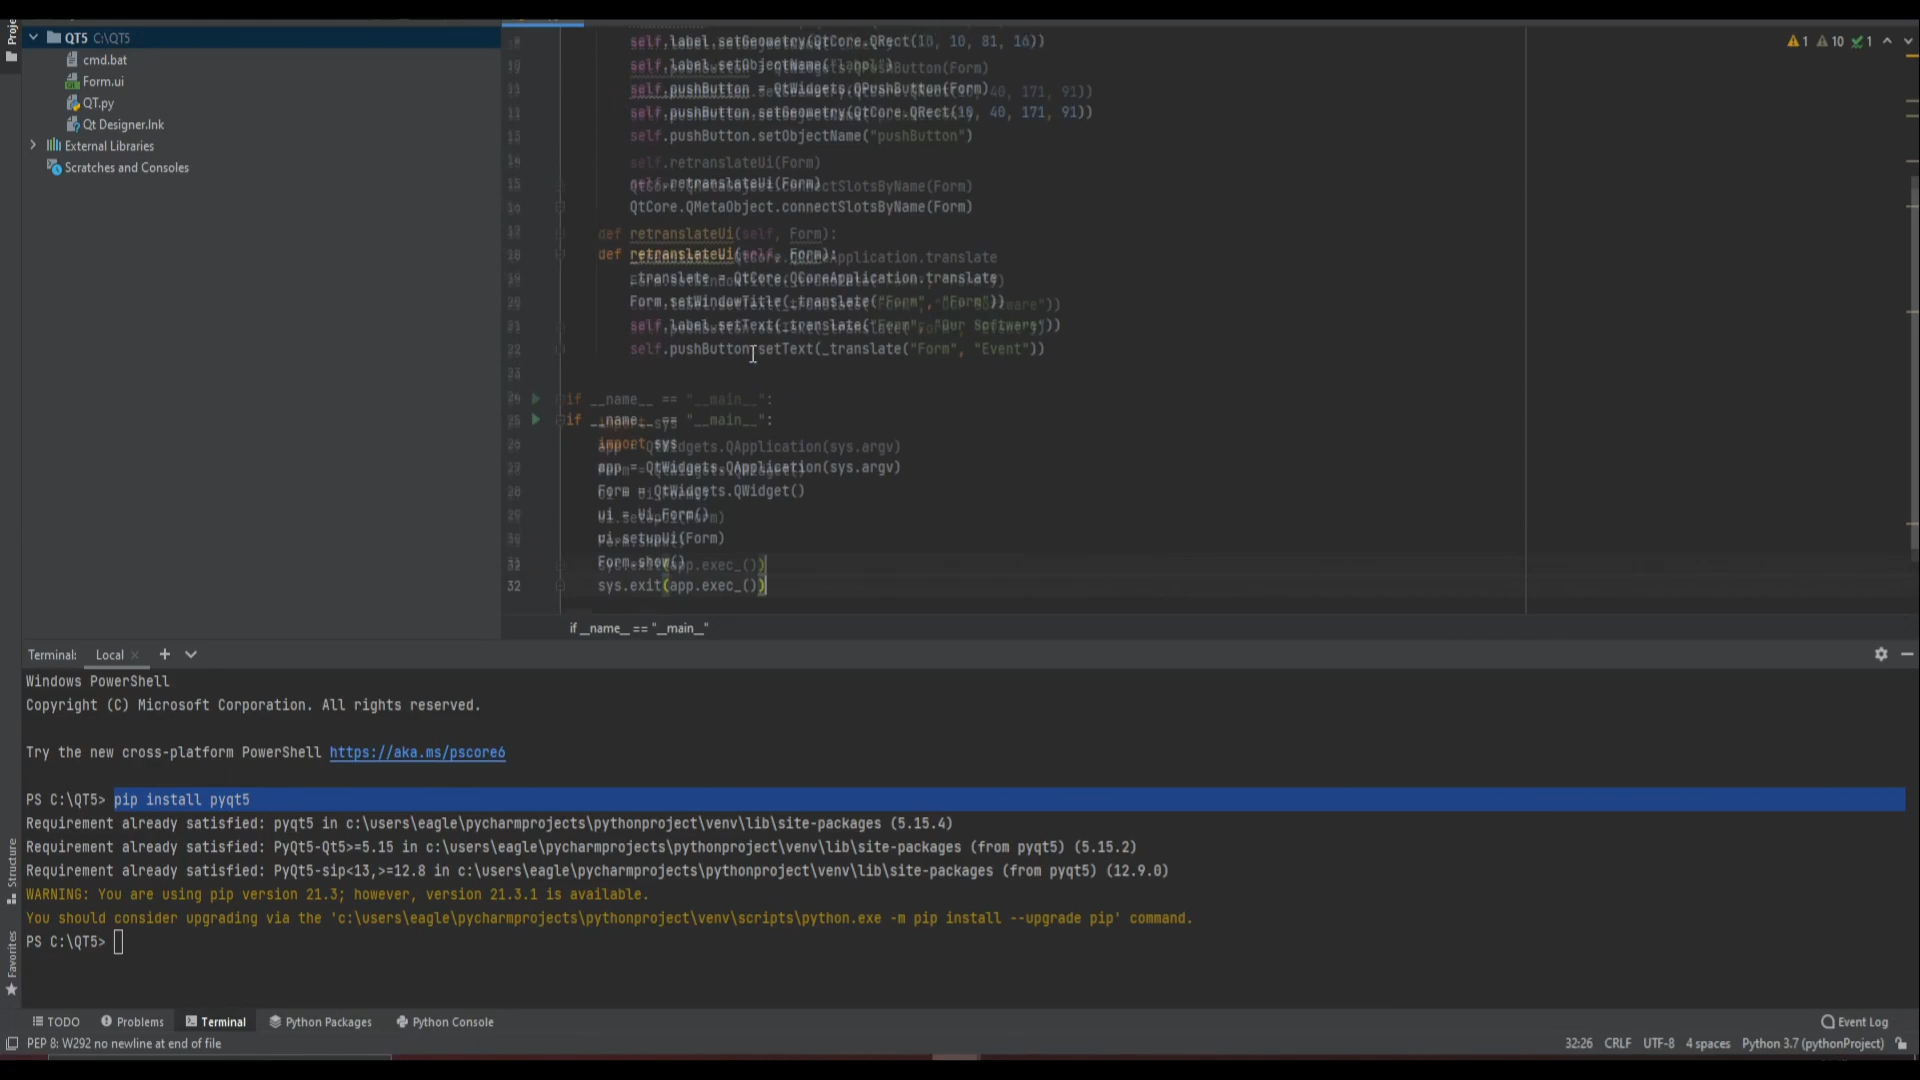 Proje
QT5 C:\QT5
cmd.bat
Form.ui
QT.py
Qt Designer.lnk
External Libraries
Scratches and Consoles
1 10 1
self.label.setGeometry(QtCore.QRect(10, 10, 81, 16))
self.label.setObjectName("label")
self.pushButton = QtWidgets.QPushButton(Form)
self.pushButton.setGeometry(QtCore.QRect(10, 40, 171, 91))
self.pushButton.setObjectName("pushButton")
self.retranslateUi(Form)
QtCore.QMetaObject.connectSlotsByName(Form)
def retranslateUi(self, Form):
_translate = QtCore.QCoreApplication.translate
Form.setWindowTitle(_translate("Form", "Form"))
self.label.setText(_translate("Form", "Our Software"))
self.pushButton.setText(_translate("Form", "Event"))
if __name__ == "__main__":
import sys
app = QtWidgets.QApplication(sys.argv)
Form = QtWidgets.QWidget()
ui = Ui_Form()
ui.setupUi(Form)
Form.show()
32 sys.exit(app.exec_())
if __name__ == "__main__"
Terminal: Local
Windows PowerShell
Copyright (C) Microsoft Corporation. All rights reserved.
Try the new cross-platform PowerShell https://aka.ms/pscore6
PS C:\QT5> pip install pyqt5
Requirement already satisfied: pyqt5 in c:\users\eagle\pycharmprojects\pythonproject\venv\lib\site-packages (5.15.4)
Requirement already satisfied: PyQt5-Qt5>=5.15 in c:\users\eagle\pycharmprojects\pythonproject\venv\lib\site-packages (from pyqt5) (5.15.2)
Requirement already satisfied: PyQt5-sip<13,>=12.8 in c:\users\eagle\pycharmprojects\pythonproject\venv\lib\site-packages (from pyqt5) (12.9.0)
WARNING: You are using pip version 21.3; however, version 21.3.1 is available.
You should consider upgrading via the 'c:\users\eagle\pycharmprojects\pythonproject\venv\scripts\python.exe -m pip install --upgrade pip' command.
PS C:\QT5>
Structure
Favorites
TODO Problems Terminal Python Packages Python Console Event Log
PEP 8: W292 no newline at end of file 32:26 CRLF UTF-8 4 spaces Python 3.7 (pythonProject)